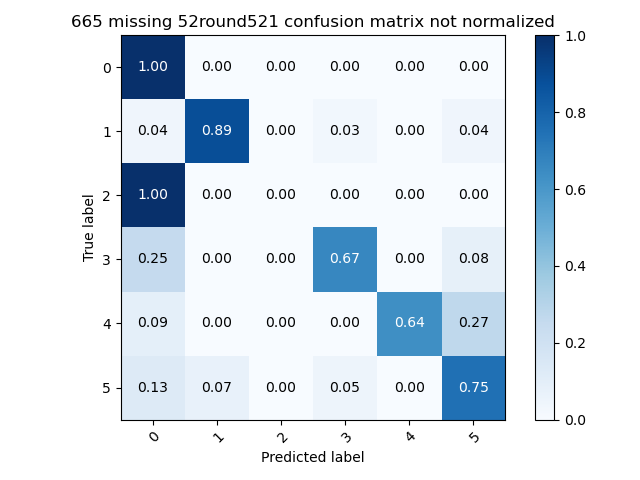 665 missing 52round521 confusion matrix not normalized
True label
0 1.00 0.00 0.00 0.00 0.00 0.00
1 0.04 0.89 0.00 0.03 0.00 0.04
2 1.00 0.00 0.00 0.00 0.00 0.00
3 0.25 0.00 0.00 0.67 0.00 0.08
4 0.09 0.00 0.00 0.00 0.64 0.27
5 0.13 0.07 0.00 0.05 0.00 0.75
0 1 2 3 4 5
Predicted label
1.0
0.8
0.6
0.4
0.2
0.0